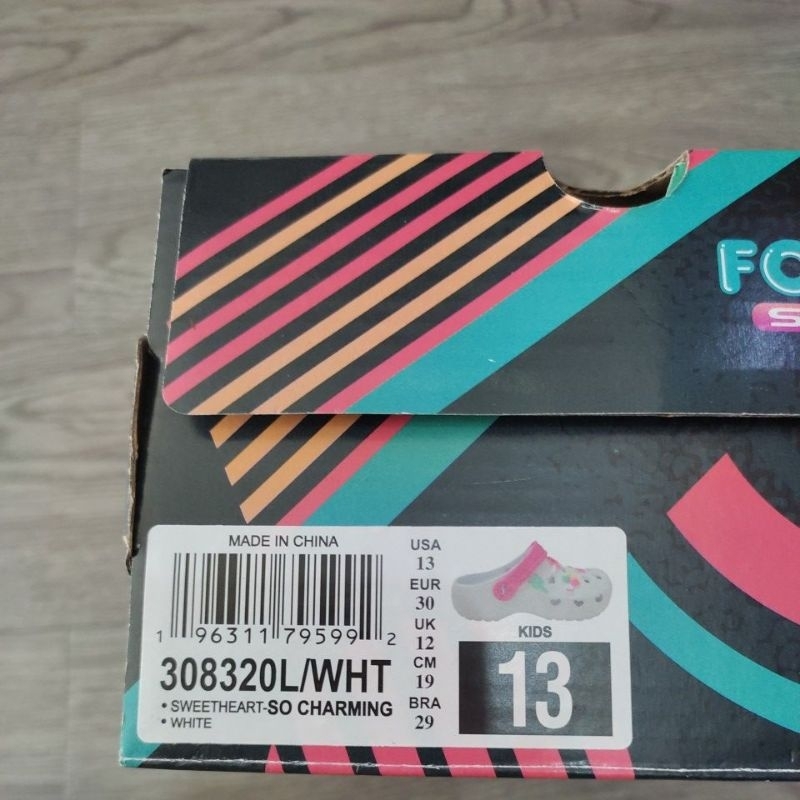 FO
S
MADE IN CHINA
1 96311 79599 2
308320L/WHT
• SWEETHEART-SO CHARMING
• WHITE
USA
13
EUR
30
UK
12
CM
19
BRA
29
KIDS
13